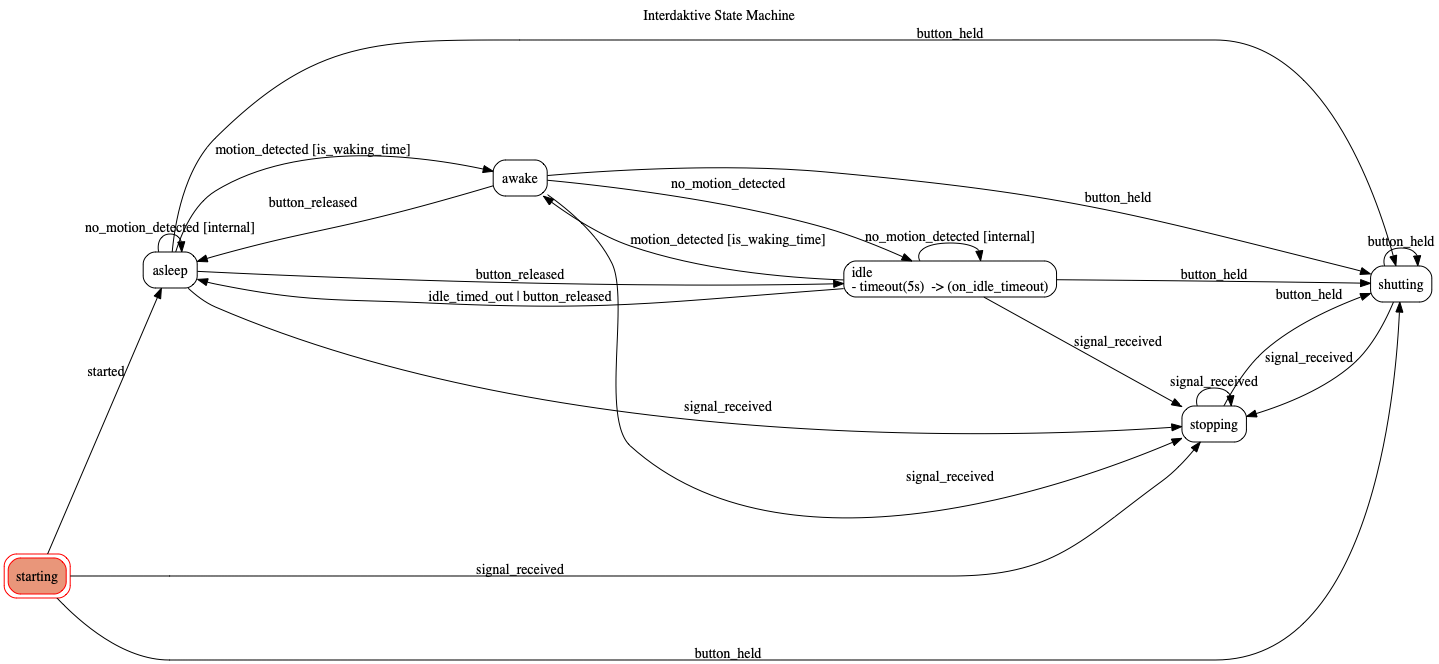 Interdaktive State Machine
button_held
motion_detected [is_waking_time]
awake
no_motion_detected
button_held
button_released
no_motion_detected [internal]
motion_detected [is_waking_time]
no_motion_detected [internal]
button_held
asleep
button_released
idle
- timeout(5s) -> (on_idle_timeout)
button_held
shutting
idle_timed_out | button_released
button_held
signal_received
signal_received
started
signal_received
signal_received
stopping
signal_received
starting
signal_received
button_held